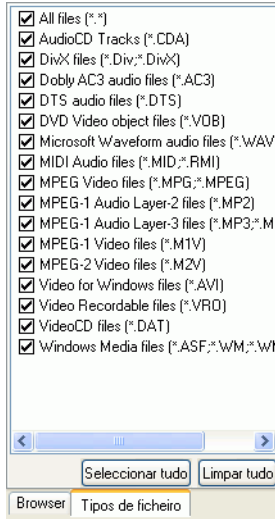 All files (*.*)
AudioCD Tracks (*.CDA)
DivX files (*.Div;*.DivX)
Dobly AC3 audio files (*.AC3)
DTS audio files (*.DTS)
DVD Video object files (*.VOB)
Microsoft Waveform audio files (*.WAV
MIDI Audio files (*.MID;*.RMI)
MPEG Video files (*.MPG;*.MPEG)
MPEG-1 Audio Layer-2 files (*.MP2)
MPEG-1 Audio Layer-3 files (*.MP3;*.M
MPEG-1 Video files (*.M1V)
MPEG-2 Video files (*.M2V)
Video for Windows files (*.AVI)
Video Recordable files (*.VRO)
VideoCD files (*.DAT)
Windows Media files (*.ASF;*.WM;*.WM
Seleccionar tudo Limpar tudo
Browser Tipos de ficheiro